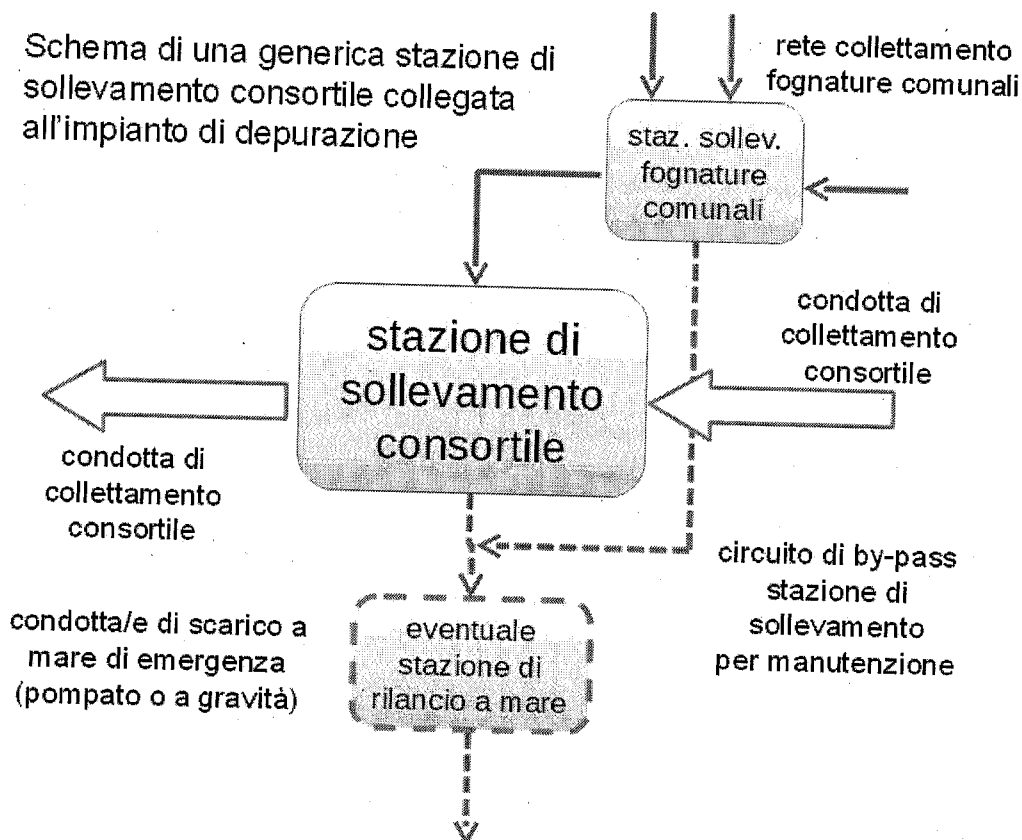 Schema di una generica stazione di
sollevamento consortile collegata
all'impianto di depurazione
rete collettamento
fognature comunali
staz. sollev.
fognature
comunali
stazione di
sollevamento
consortile
condotta di
collettamento
consortile
condotta di
collettamento
consortile
circuito di by-pass
stazione di
sollevamento
per manutenzione
condotta/e di scarico a
mare di emergenza
(pompato o a gravità)
eventuale
stazione di
rilancio a mare